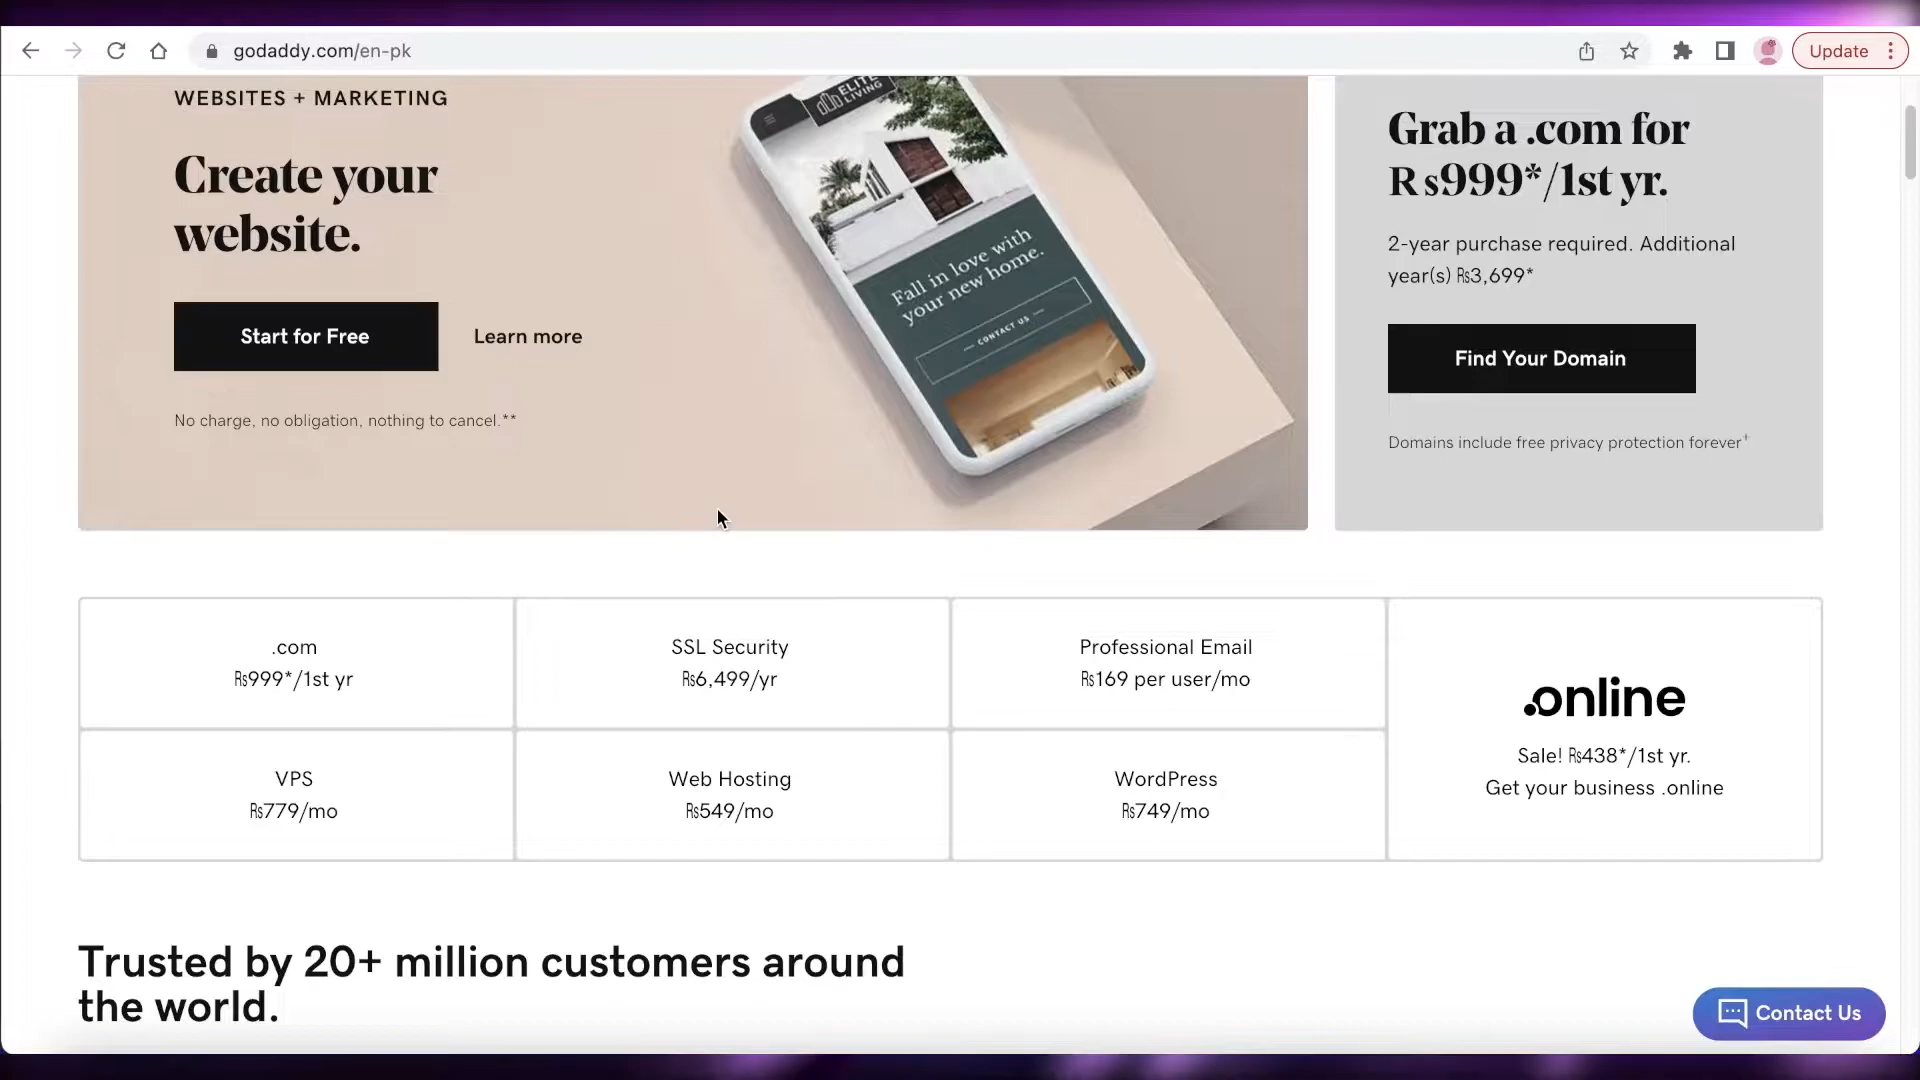 godaddy.com/en-pk
Update
WEBSITES + MARKETING
Create your
website.
Start for Free
Learn more
No charge, no obligation, nothing to cancel.**
ELITE
LIVING
Fall in love with
your new home.
— CONTACT US —
Grab a .com for
₨999*/1st yr.
2-year purchase required. Additional
year(s) ₨3,699*
Find Your Domain
Domains include free privacy protection forever†
.com
₨999*/1st yr
SSL Security
₨6,499/yr
Professional Email
₨169 per user/mo
VPS
₨779/mo
Web Hosting
₨549/mo
WordPress
₨749/mo
.online
Sale! ₨438*/1st yr.
Get your business .online
Trusted by 20+ million customers around
the world.
Contact Us